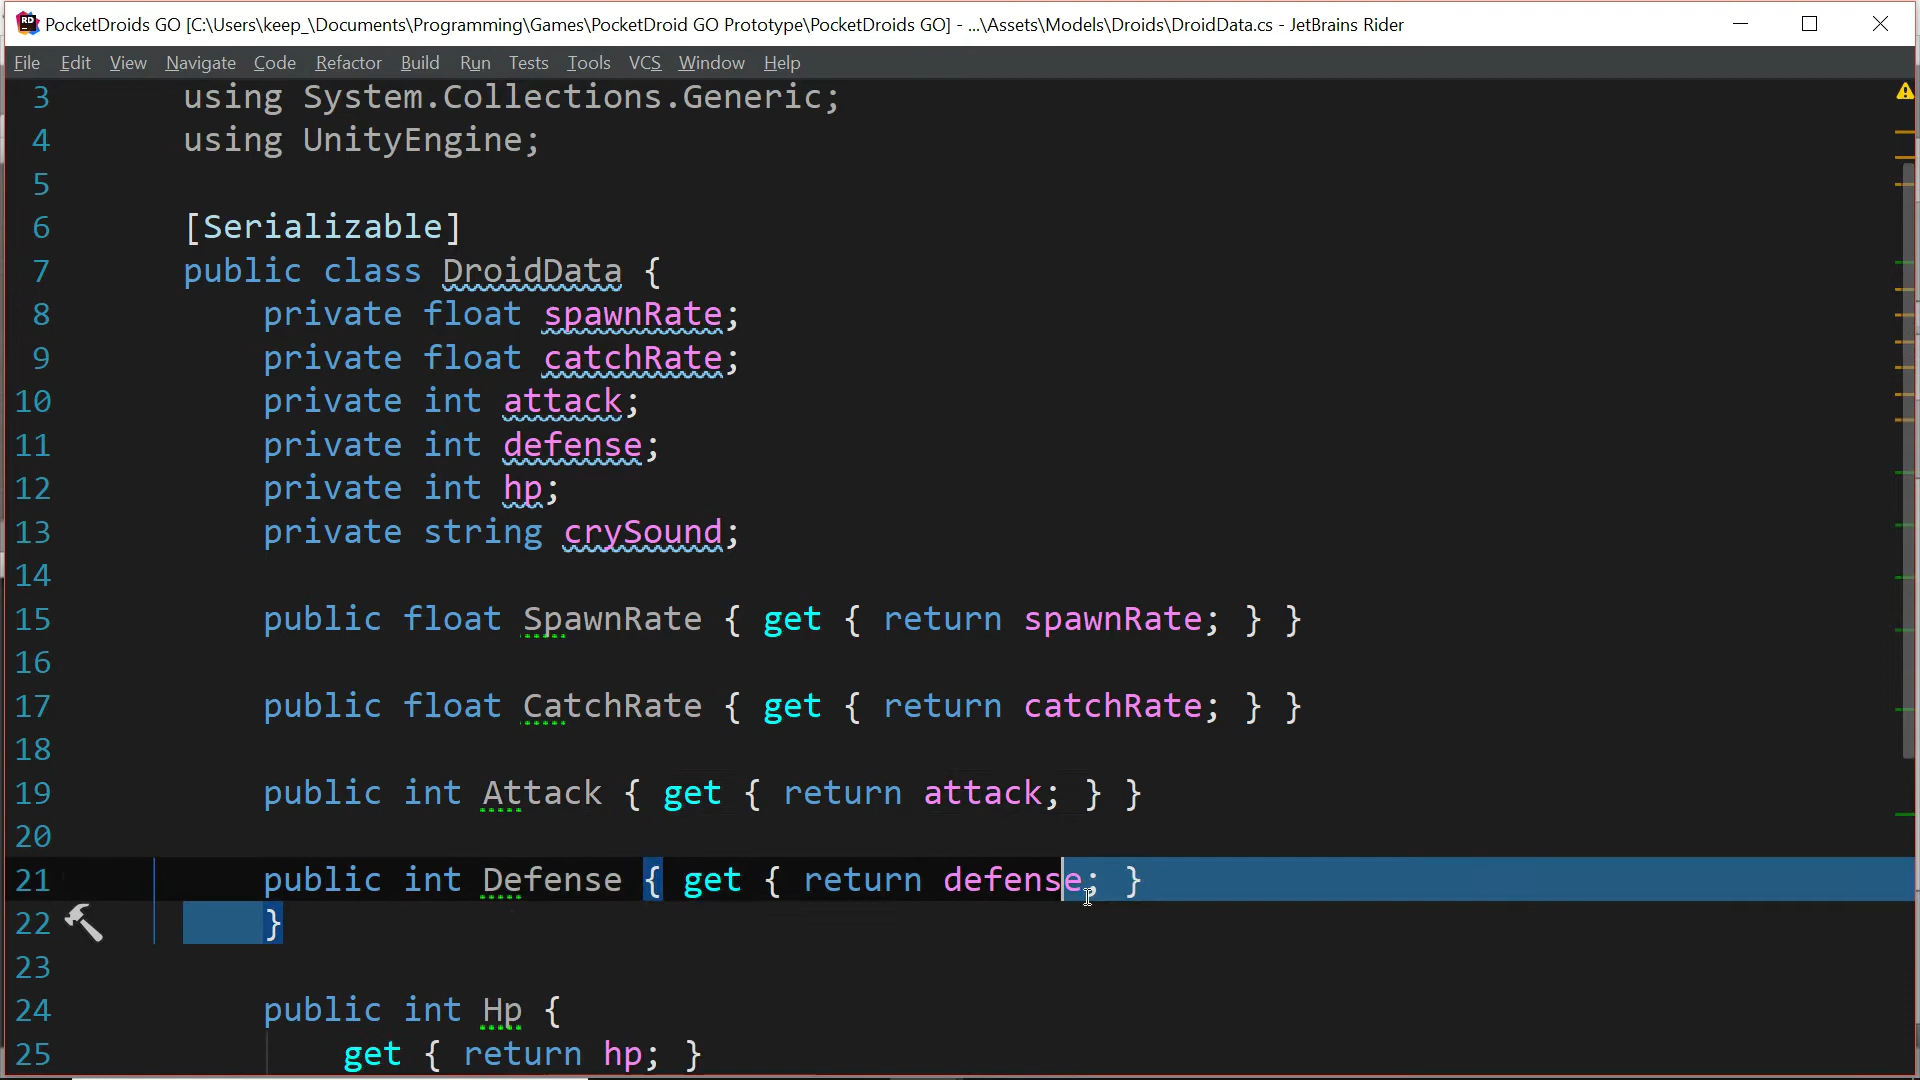 PocketDroids GO [C:\Users\keep_\Documents\Programming\Games\PocketDroid GO Prototype\PocketDroids GO] - ...\Assets\Models\Droids\DroidData.cs - JetBrains Rider
File Edit View Navigate Code Refactor Build Run Tests Tools VCS Window Help
3 using System.Collections.Generic;
4 using UnityEngine;
5
6 [Serializable]
7 public class DroidData {
8 private float spawnRate;
9 private float catchRate;
10 private int attack;
11 private int defense;
12 private int hp;
13 private string crySound;
14
15 public float SpawnRate { get { return spawnRate; } }
16
17 public float CatchRate { get { return catchRate; } }
18
19 public int Attack { get { return attack; } }
20
21 public int Defense { get { return defense; }
22 }
23
24 public int Hp {
25 get { return hp; }